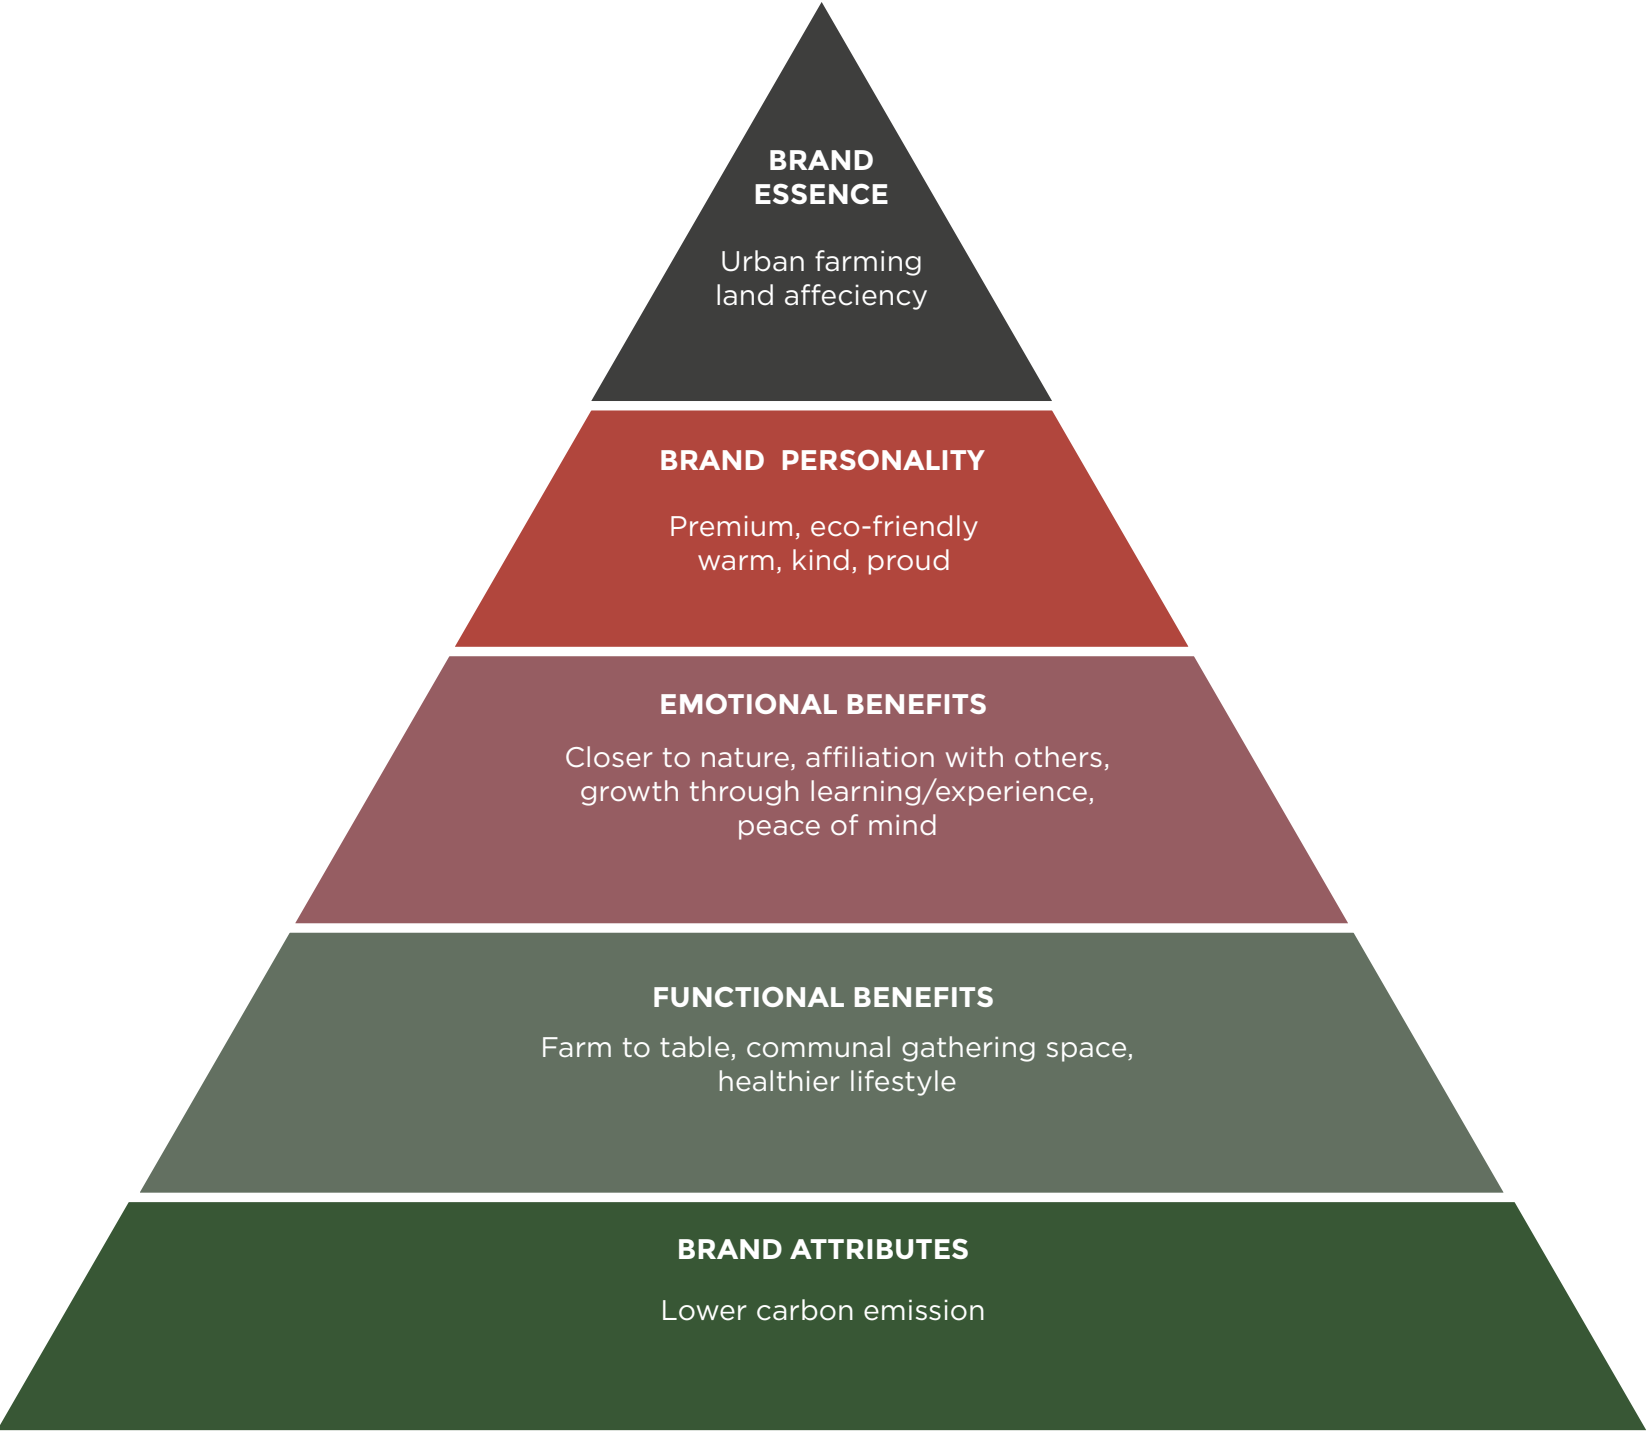 BRAND
ESSENCE
Urban farming
land affeciency
BRAND  PERSONALITY
Premium, eco-friendly
warm, kind, proud
EMOTIONAL BENEFITS
Closer to nature, affiliation with others,
growth through learning/experience,
peace of mind
FUNCTIONAL BENEFITS
Farm to table, communal gathering space,
healthier lifestyle
BRAND ATTRIBUTES
Lower carbon emission